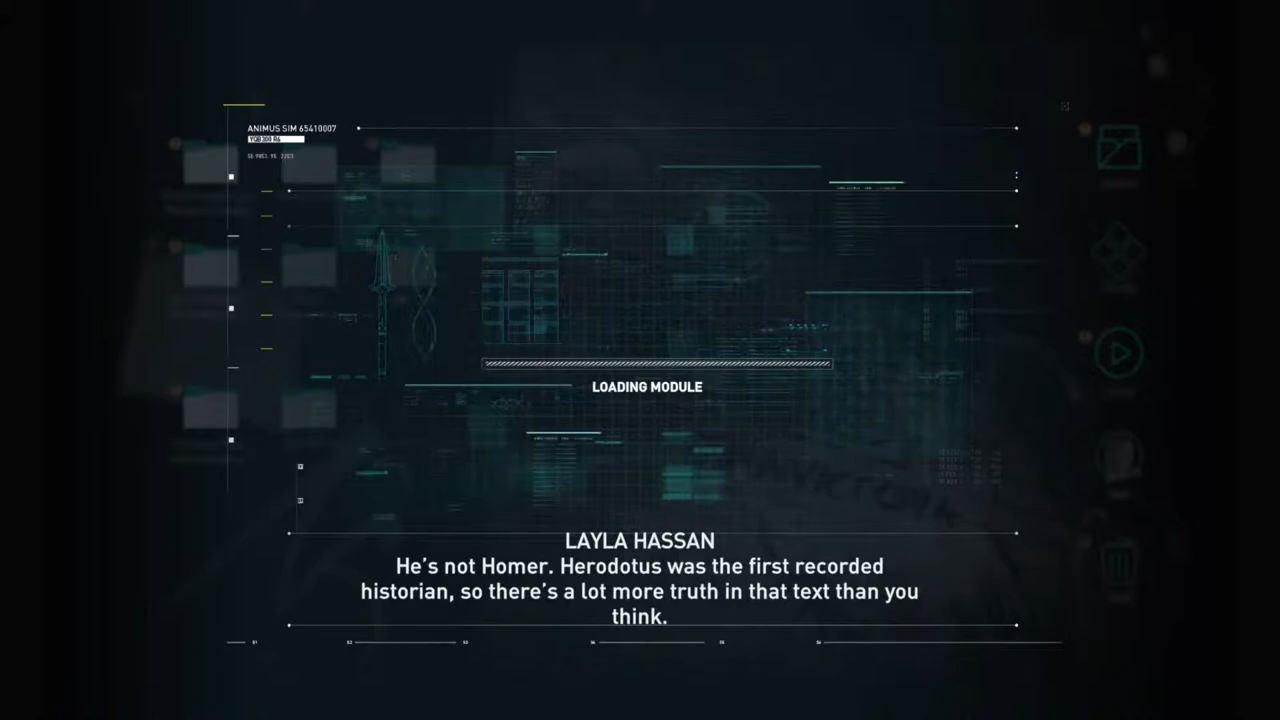 ANIMUS SIM 65410007
LOADING MODULE
LAYLA HASSAN
He's not Homer. Herodotus was the first recorded
historian, so there's a lot more truth in that text than you
think.